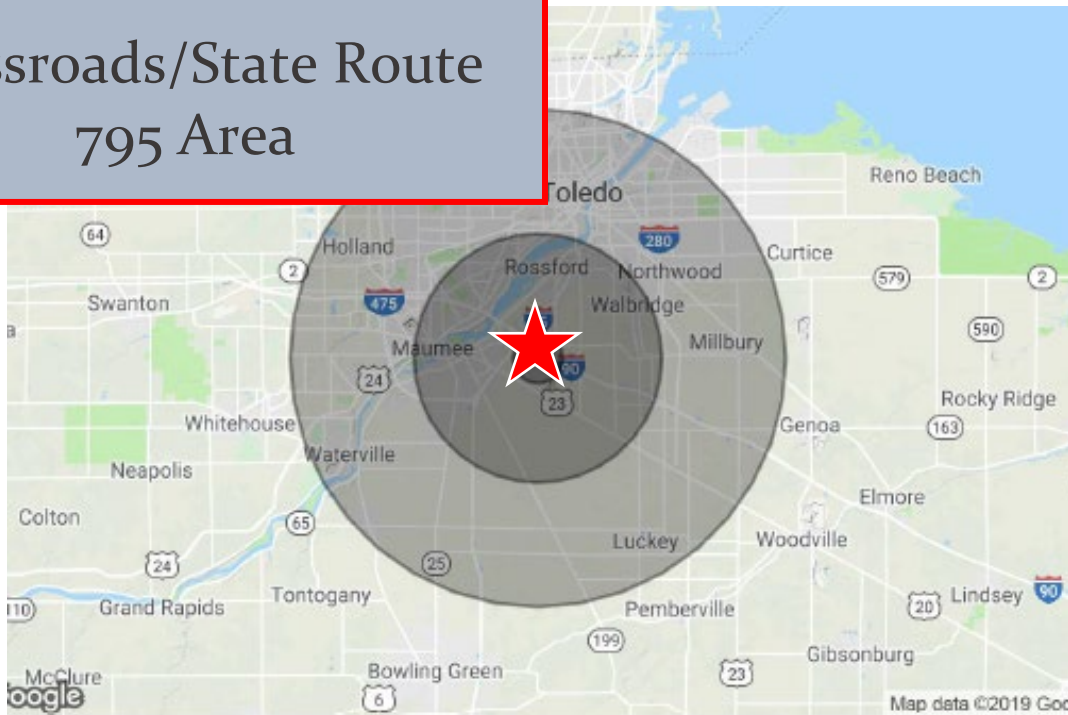 ssroads/State Route
795 Area
Toledo
Reno Beach
64
Holland
280
Curtice
2
Rossford
Northwood
579
2
Swanton
475
Walbridge
590
a
Maumee
Millbury
24
90
23
Rocky Ridge
Whitehouse
Genoa
163
Waterville
Neapolis
Elmore
Colton
65
Luckey
Woodville
24
25
Tontogany
110
Grand Rapids
Pemberville
20
Lindsey
90
199
Gibsonburg
McClure
Bowling Green
23
oogle
6
Map data ©2019 Goo